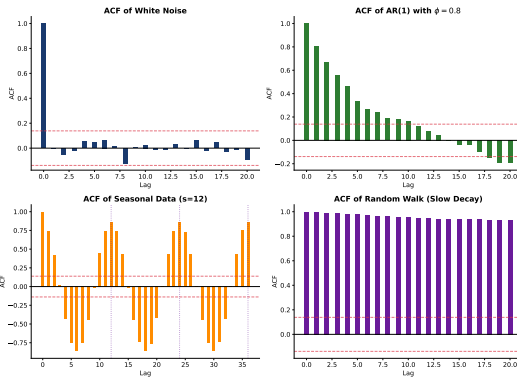 ACF of White Noise
ACF
1.0
0.8
0.6
0.4
0.2
0.0
0.0 2.5 5.0 7.5 10.0 12.5 15.0 17.5 20.0
Lag
ACF of AR(1) with ϕ = 0.8
ACF
1.0
0.8
0.6
0.4
0.2
0.0
−0.2
0.0 2.5 5.0 7.5 10.0 12.5 15.0 17.5 20.0
Lag
ACF of Seasonal Data (s=12)
ACF
1.00
0.75
0.50
0.25
0.00
−0.25
−0.50
−0.75
0 5 10 15 20 25 30 35
Lag
ACF of Random Walk (Slow Decay)
ACF
1.0
0.8
0.6
0.4
0.2
0.0
0.0 2.5 5.0 7.5 10.0 12.5 15.0 17.5 20.0
Lag